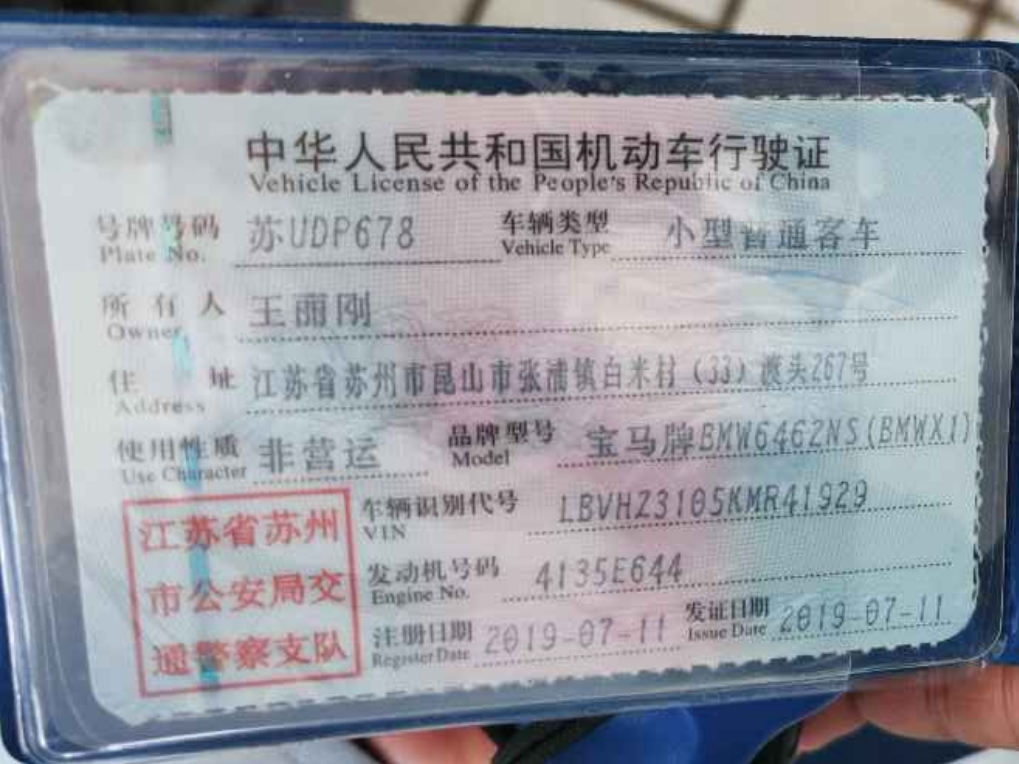 中华人民共和国机动车行驶证
Vehicle License of the People's Republic of China
号牌号码 苏UDP678 车辆类型 小型普通客车
Plate No. Vehicle Type
所有人 王丽刚
Owner
住址 江苏省苏州市昆山市张浦镇白米村(33)渡头267号
Address
使用性质 非营运 品牌型号 宝马牌BMW6462NS(BMWX1)
Use Character Model
江苏省苏州
市公安局交
通警察支队
车辆识别代号 LBVHZ3105KMR41929
VIN
发动机号码 4135E644
Engine No.
注册日期 2019-07-11 发证日期 2019-07-11
Register Date Issue Date